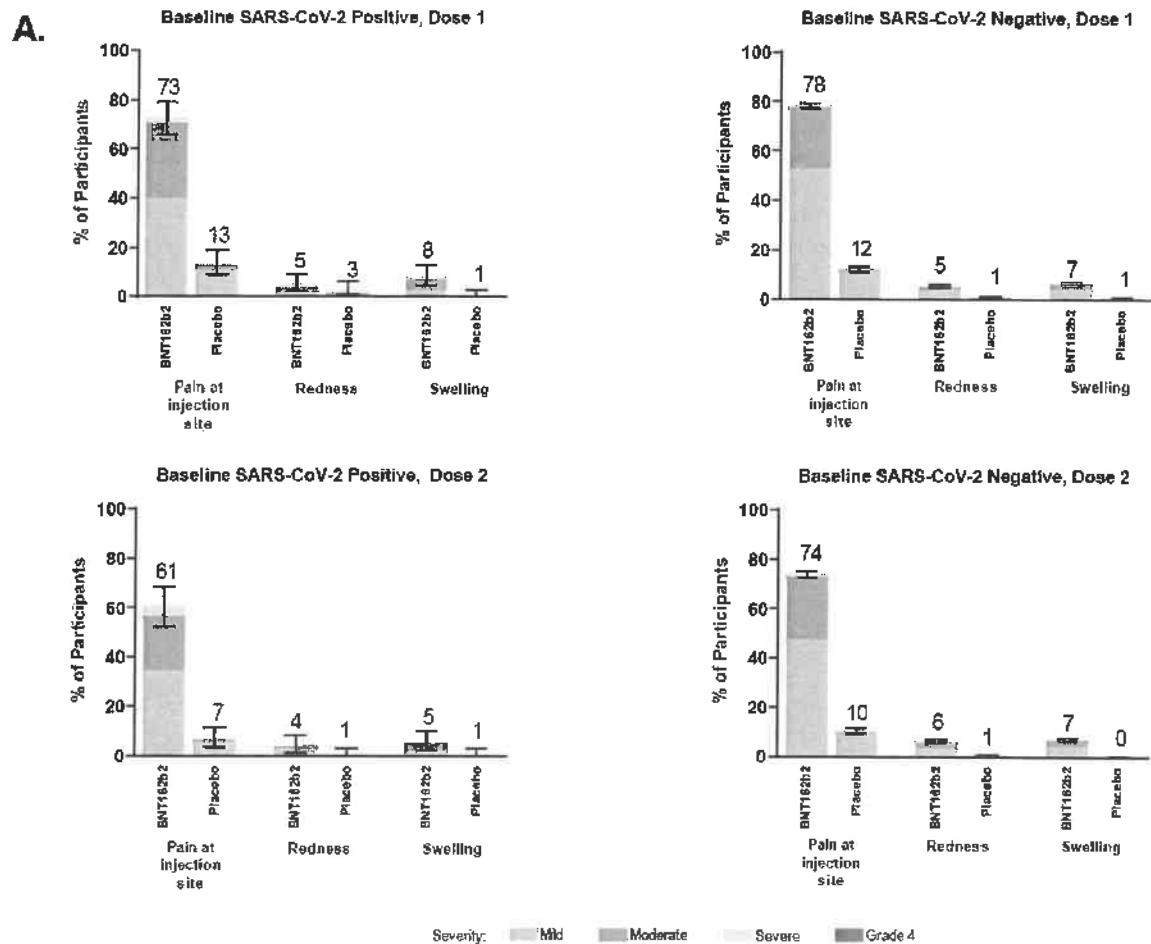 A.
Baseline SARS-CoV-2 Positive, Dose 1
% of Participants
100
80
60
40
20
0
73
13
5
3
8
1
BNT162b2
Placebo
BNT162b2
Placebo
BNT162b2
Placebo
Pain at
injection
site
Redness
Swelling
Baseline SARS-CoV-2 Negative, Dose 1
% of Participants
100
80
60
40
20
0
78
12
5
1
7
1
BNT162b2
Placebo
BNT162b2
Placebo
BNT162b2
Placebo
Pain at
injection
site
Redness
Swelling
Baseline SARS-CoV-2 Positive, Dose 2
% of Participants
100
80
60
40
20
0
61
7
4
1
5
1
BNT162b2
Placebo
BNT162b2
Placebo
BNT162b2
Placebo
Pain at
injection
site
Redness
Swelling
Baseline SARS-CoV-2 Negative, Dose 2
% of Participants
100
80
60
40
20
0
74
10
6
1
7
0
BNT162b2
Placebo
BNT162b2
Placebo
BNT162b2
Placebo
Pain at
injection
site
Redness
Swelling
Severity: Mild Moderate Severe Grade 4